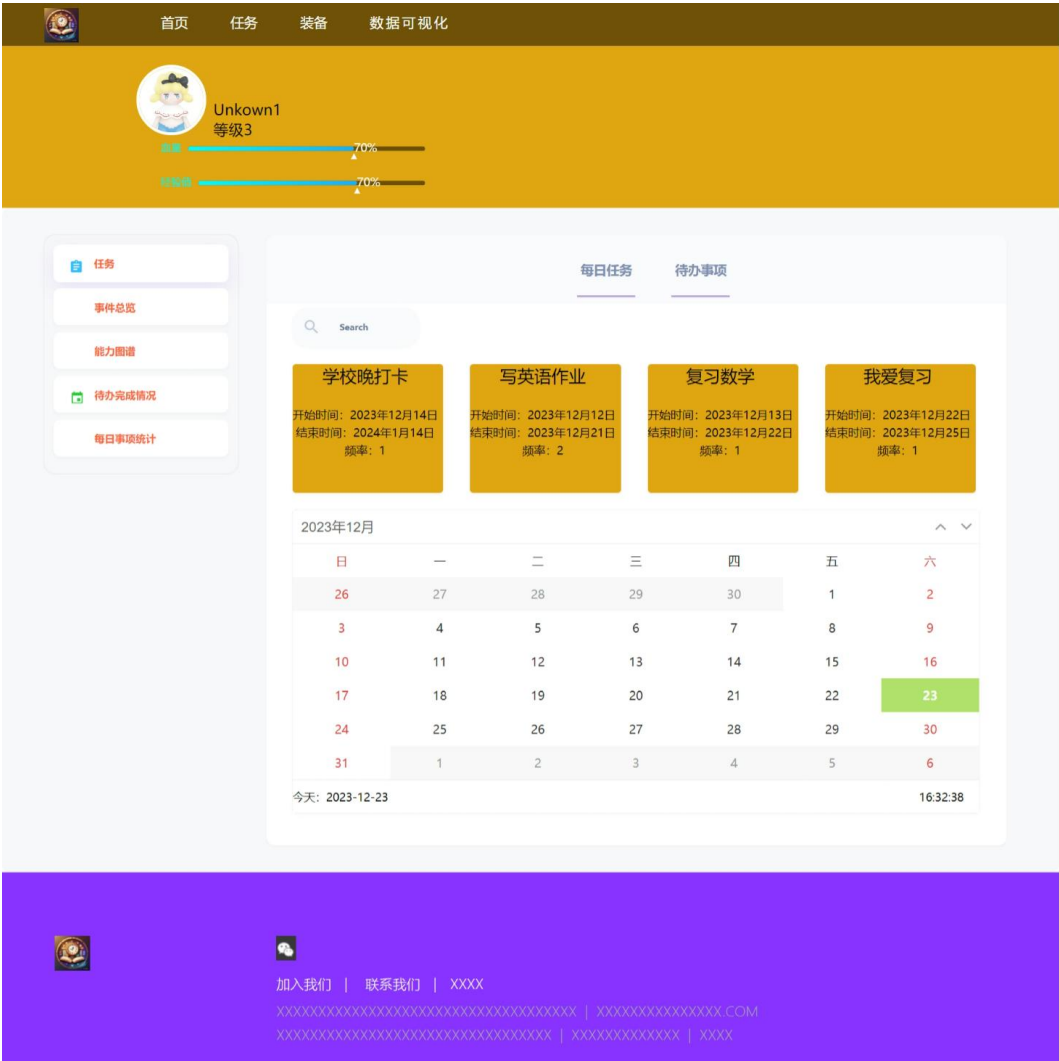 首页 任务 装备 数据可视化
Unkown1
等级3
70%
70%
任务
事件总览
能力图谱
待办完成情况
每日事项统计
每日任务 待办事项
Search
学校晚打卡
开始时间：2023年12月14日
结束时间：2024年1月14日
频率：1
写英语作业
开始时间：2023年12月12日
结束时间：2023年12月21日
频率：2
复习数学
开始时间：2023年12月13日
结束时间：2023年12月22日
频率：1
我爱复习
开始时间：2023年12月22日
结束时间：2023年12月25日
频率：1
2023年12月
日 一 二 三 四 五 六
26 27 28 29 30 1 2
3 4 5 6 7 8 9
10 11 12 13 14 15 16
17 18 19 20 21 22 23
24 25 26 27 28 29 30
31 1 2 3 4 5 6
今天：2023-12-23 16:32:38
加入我们 | 联系我们 | XXXX
XXXXXXXXXXXXXXXXXXXXXXXXXXXXXXXXXXXX | XXXXXXXXXXXXXXX.COM
XXXXXXXXXXXXXXXXXXXXXXXXXXXXXXXXX | XXXXXXXXXXXXX | XXXX